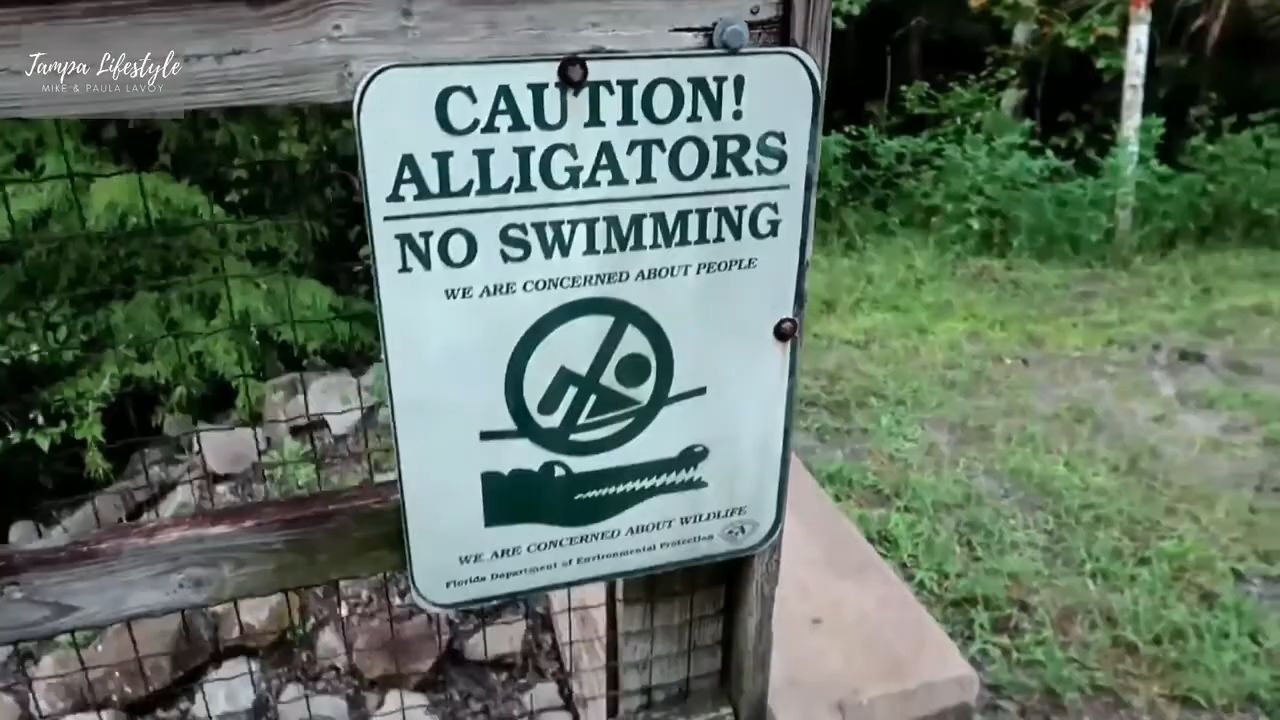 Tampa Lifestyle
MIKE & PAULA LAVOY
CAUTION!
ALLIGATORS
NO SWIMMING
WE ARE CONCERNED ABOUT PEOPLE
WE ARE CONCERNED ABOUT WILDLIFE
Florida Department of Environmental Protection